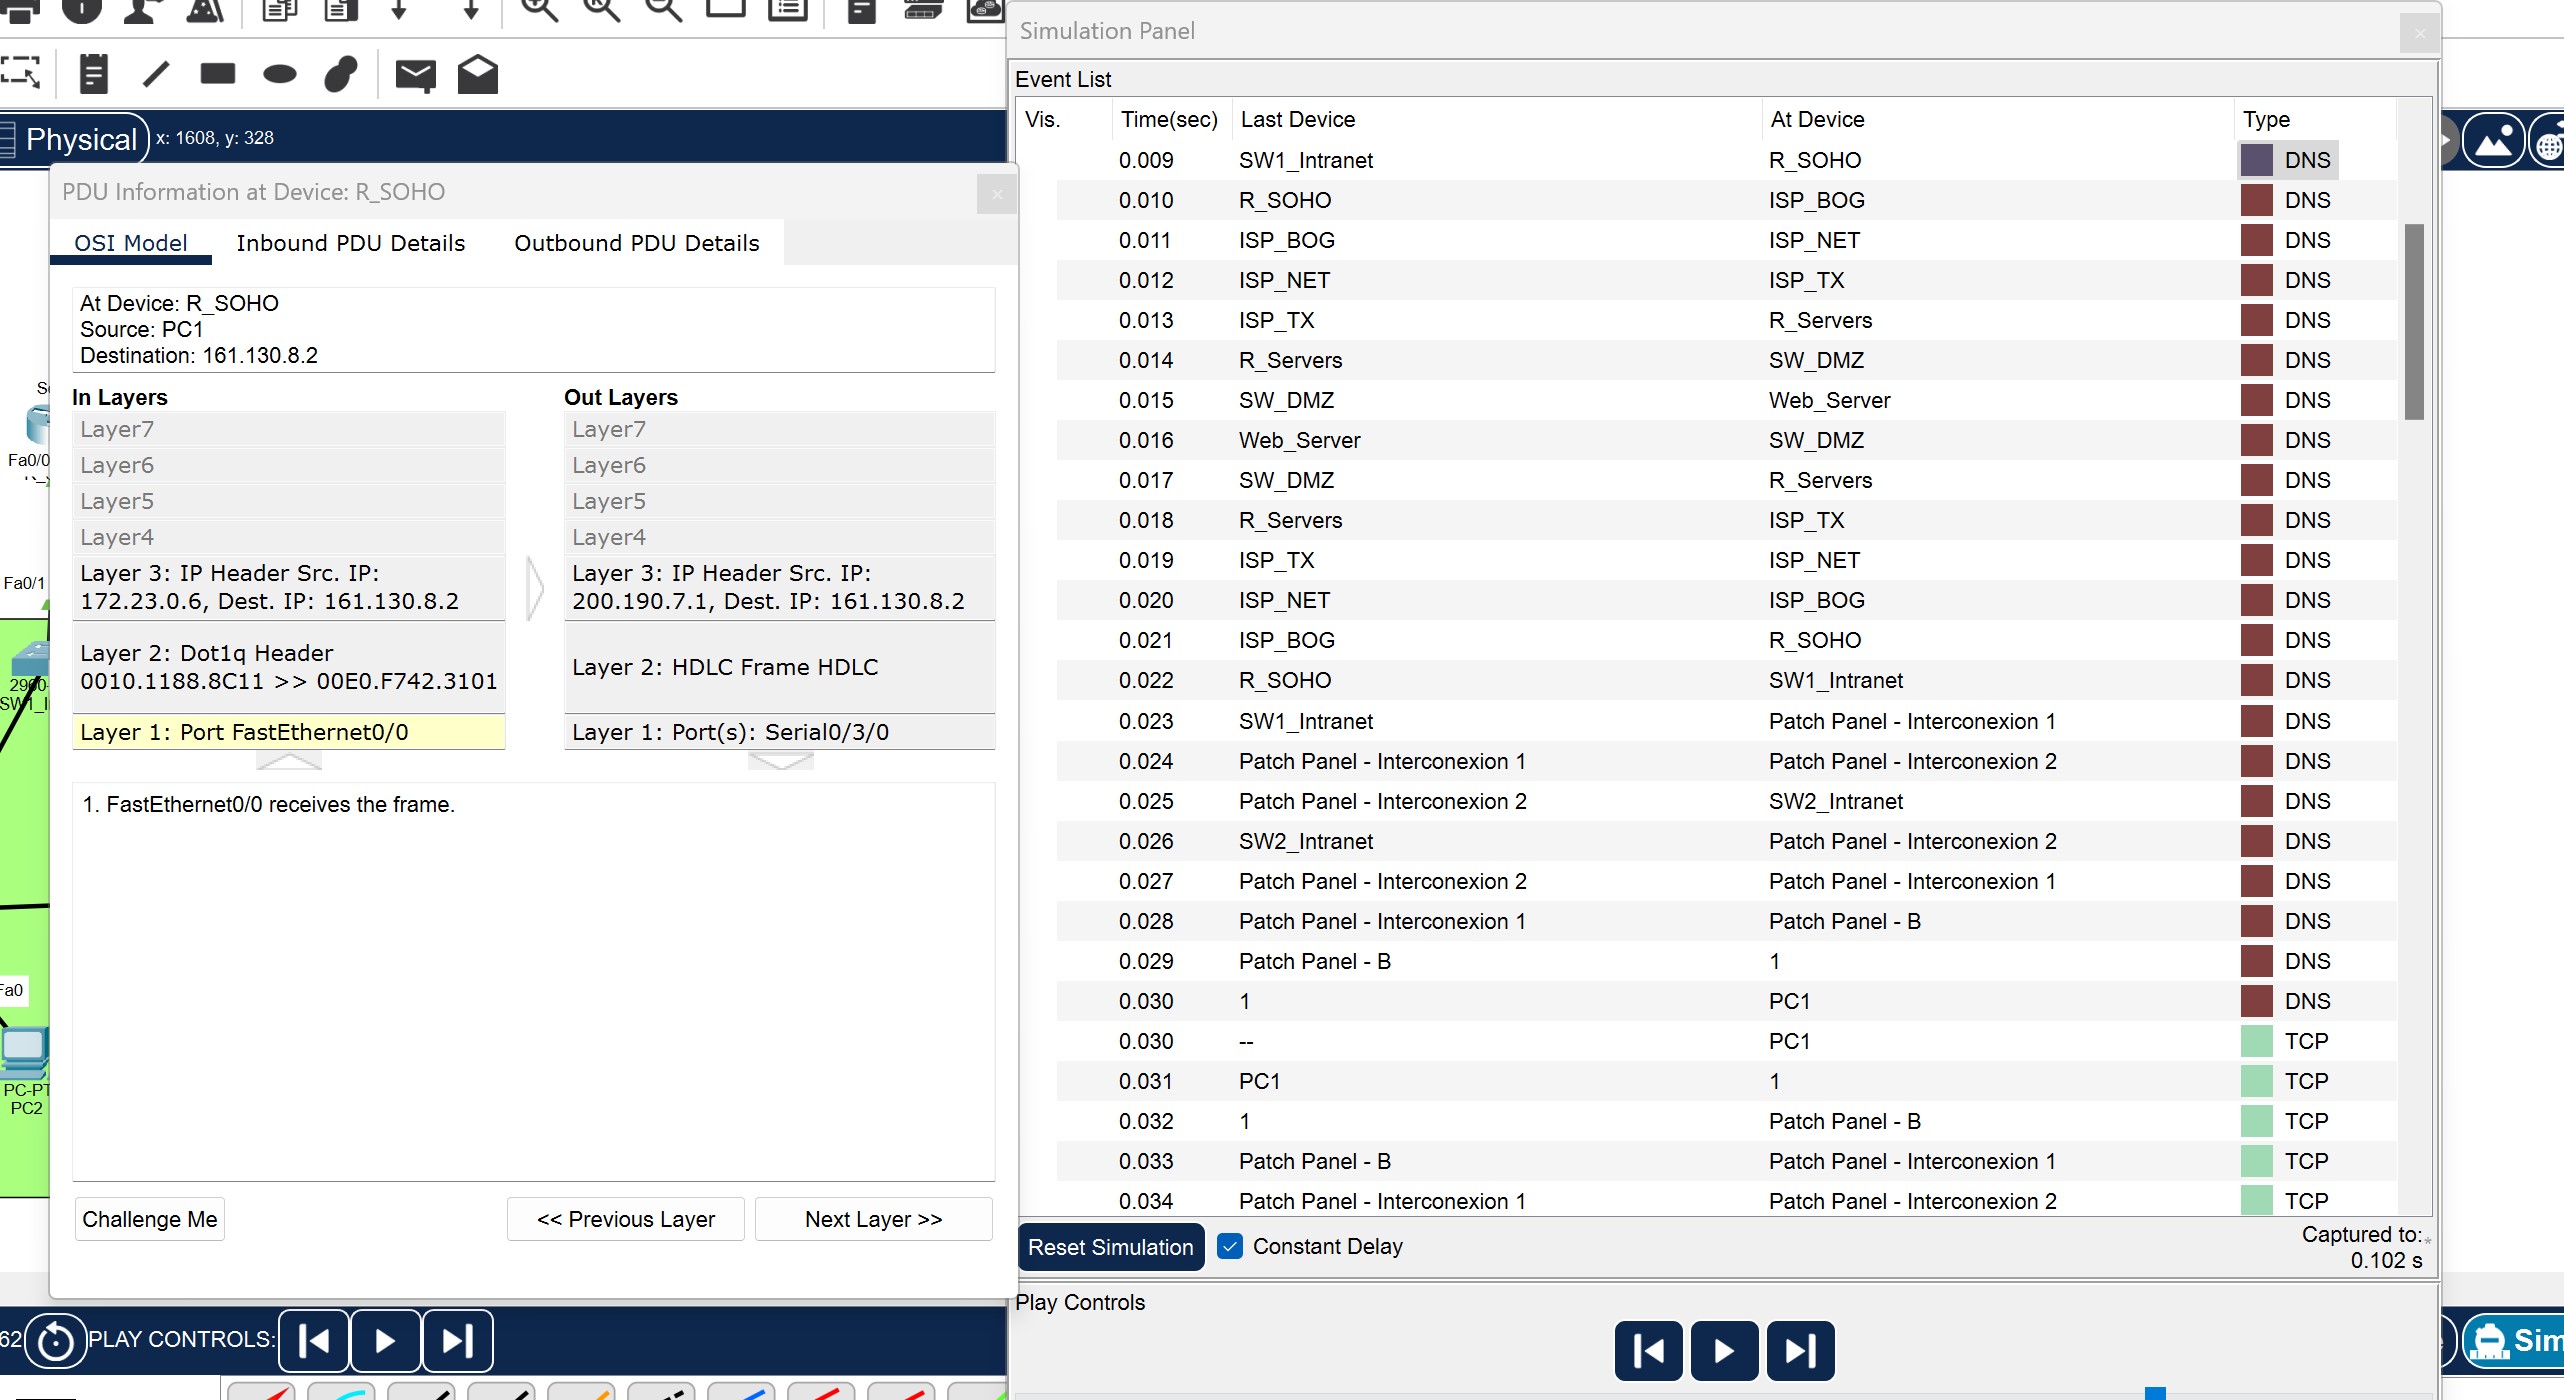 Physical
x: 1608, y: 328
PDU Information at Device: R_SOHO
OSI Model
Inbound PDU Details
Outbound PDU Details
At Device: R_SOHO
Source: PC1
Destination: 161.130.8.2
In Layers
Out Layers
Layer7
Layer7
Layer6
Layer6
Layer5
Layer5
Layer4
Layer4
Layer 3: IP Header Src. IP:
172.23.0.6, Dest. IP: 161.130.8.2
Layer 3: IP Header Src. IP:
200.190.7.1, Dest. IP: 161.130.8.2
Layer 2: Dot1q Header
0010.1188.8C11 >> 00E0.F742.3101
Layer 2: HDLC Frame HDLC
Layer 1: Port FastEthernet0/0
Layer 1: Port(s): Serial0/3/0
1. FastEthernet0/0 receives the frame.
Challenge Me
<< Previous Layer
Next Layer >>
Fa0/0
Fa0/1
Fa0
PC-PT
PC2
62
PLAY CONTROLS:
Simulation Panel
Event List
Vis. Time(sec) Last Device At Device Type
0.009 SW1_Intranet R_SOHO DNS
0.010 R_SOHO ISP_BOG DNS
0.011 ISP_BOG ISP_NET DNS
0.012 ISP_NET ISP_TX DNS
0.013 ISP_TX R_Servers DNS
0.014 R_Servers SW_DMZ DNS
0.015 SW_DMZ Web_Server DNS
0.016 Web_Server SW_DMZ DNS
0.017 SW_DMZ R_Servers DNS
0.018 R_Servers ISP_TX DNS
0.019 ISP_TX ISP_NET DNS
0.020 ISP_NET ISP_BOG DNS
0.021 ISP_BOG R_SOHO DNS
0.022 R_SOHO SW1_Intranet DNS
0.023 SW1_Intranet Patch Panel - Interconexion 1 DNS
0.024 Patch Panel - Interconexion 1 Patch Panel - Interconexion 2 DNS
0.025 Patch Panel - Interconexion 2 SW2_Intranet DNS
0.026 SW2_Intranet Patch Panel - Interconexion 2 DNS
0.027 Patch Panel - Interconexion 2 Patch Panel - Interconexion 1 DNS
0.028 Patch Panel - Interconexion 1 Patch Panel - B DNS
0.029 Patch Panel - B 1 DNS
0.030 1 PC1 DNS
0.030 -- PC1 TCP
0.031 PC1 1 TCP
0.032 1 Patch Panel - B TCP
0.033 Patch Panel - B Patch Panel - Interconexion 1 TCP
0.034 Patch Panel - Interconexion 1 Patch Panel - Interconexion 2 TCP
Reset Simulation
Constant Delay
Captured to:*
0.102 s
Play Controls
Sim